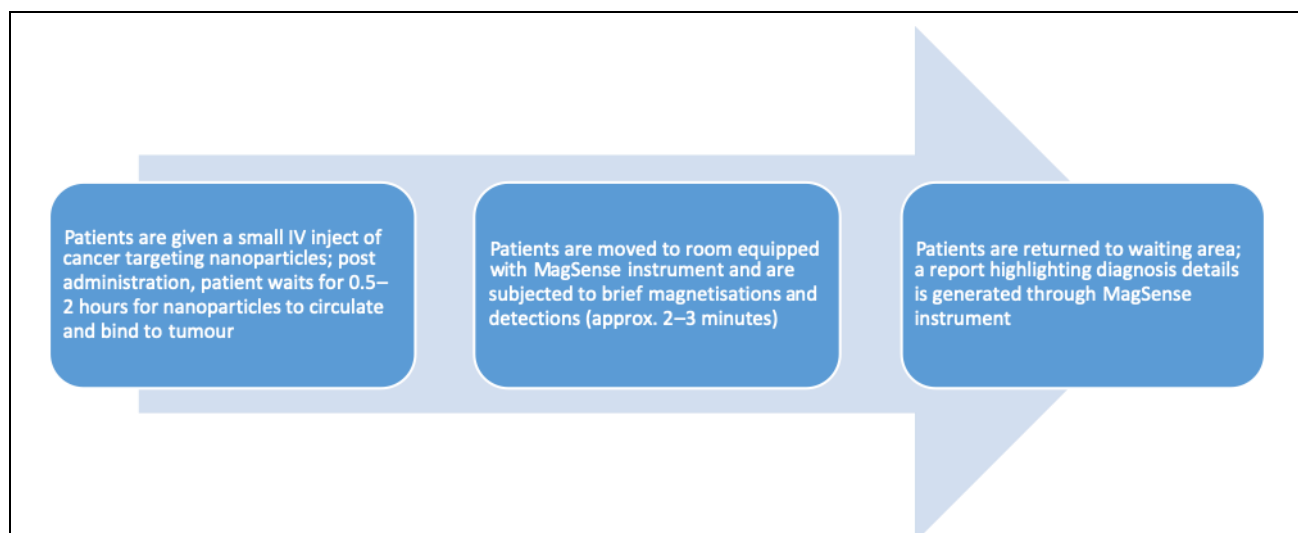 Patients are given a small IV inject of
cancer targeting nanoparticles; post
administration, patient waits for 0.5–
2 hours for nanoparticles to circulate
and bind to tumour
Patients are moved to room equipped
with MagSense instrument and are
subjected to brief magnetisations and
detections (approx. 2–3 minutes)
Patients are returned to waiting area;
a report highlighting diagnosis details
is generated through MagSense
instrument